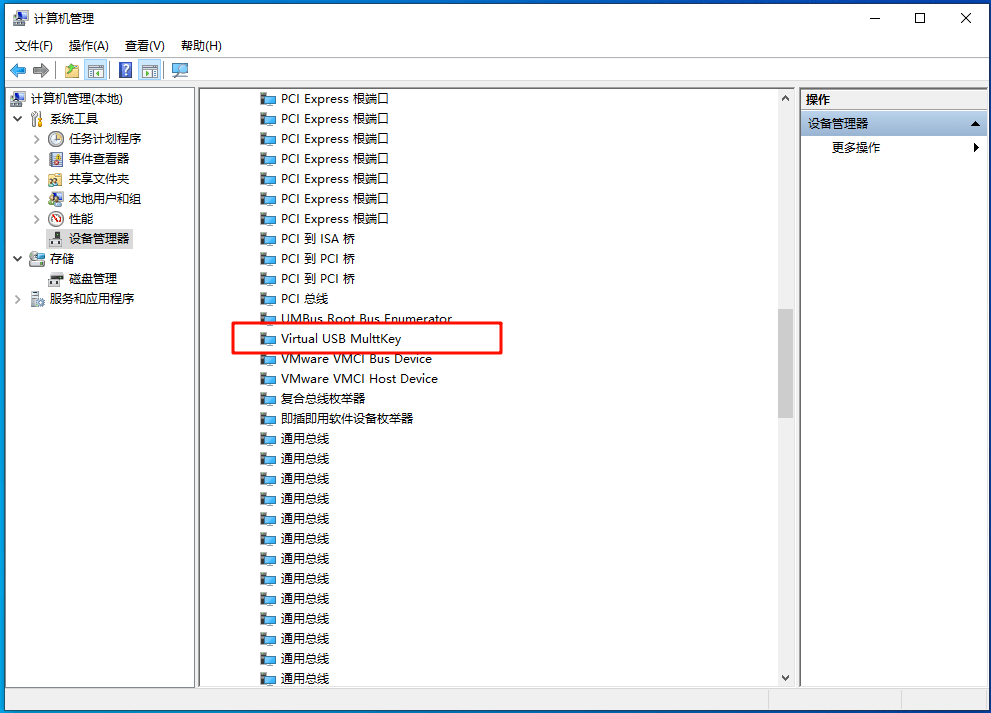 计算机管理
文件(F) 操作(A) 查看(V) 帮助(H)
计算机管理(本地)
系统工具
任务计划程序
事件查看器
共享文件夹
本地用户和组
性能
设备管理器
存储
磁盘管理
服务和应用程序
PCI Express 根端口
PCI Express 根端口
PCI Express 根端口
PCI Express 根端口
PCI Express 根端口
PCI Express 根端口
PCI Express 根端口
PCI 到 ISA 桥
PCI 到 PCI 桥
PCI 到 PCI 桥
PCI 总线
UMBus Root Bus Enumerator
Virtual USB MulttKey
VMware VMCI Bus Device
VMware VMCI Host Device
复合总线枚举器
即插即用软件设备枚举器
通用总线
通用总线
通用总线
通用总线
通用总线
通用总线
通用总线
通用总线
通用总线
通用总线
通用总线
通用总线
通用总线
操作
设备管理器
更多操作